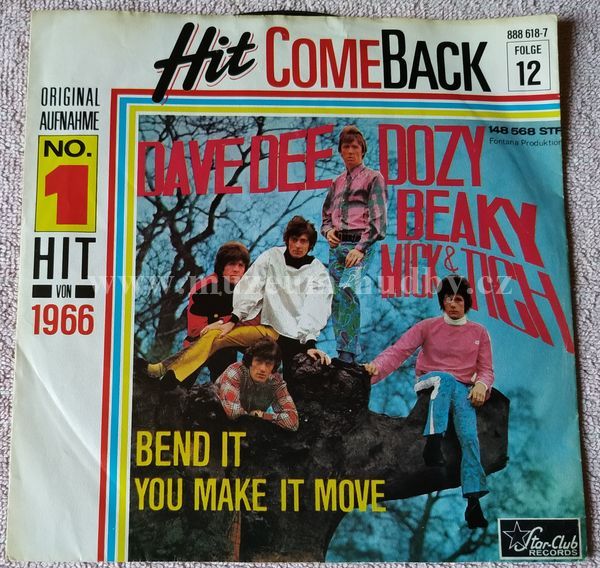 Hit COMEBACK
888 618-7
FOLGE
12
ORIGINAL
AUFNAHME
NO.
1
HIT
VON
1966
148 568 STF
Fontana Produktion
DAVE DEE DOZY
BEAKY
MICK & TICH
www.muzeum-hudby.cz
BEND IT
YOU MAKE IT MOVE
Star-Club
RECORDS